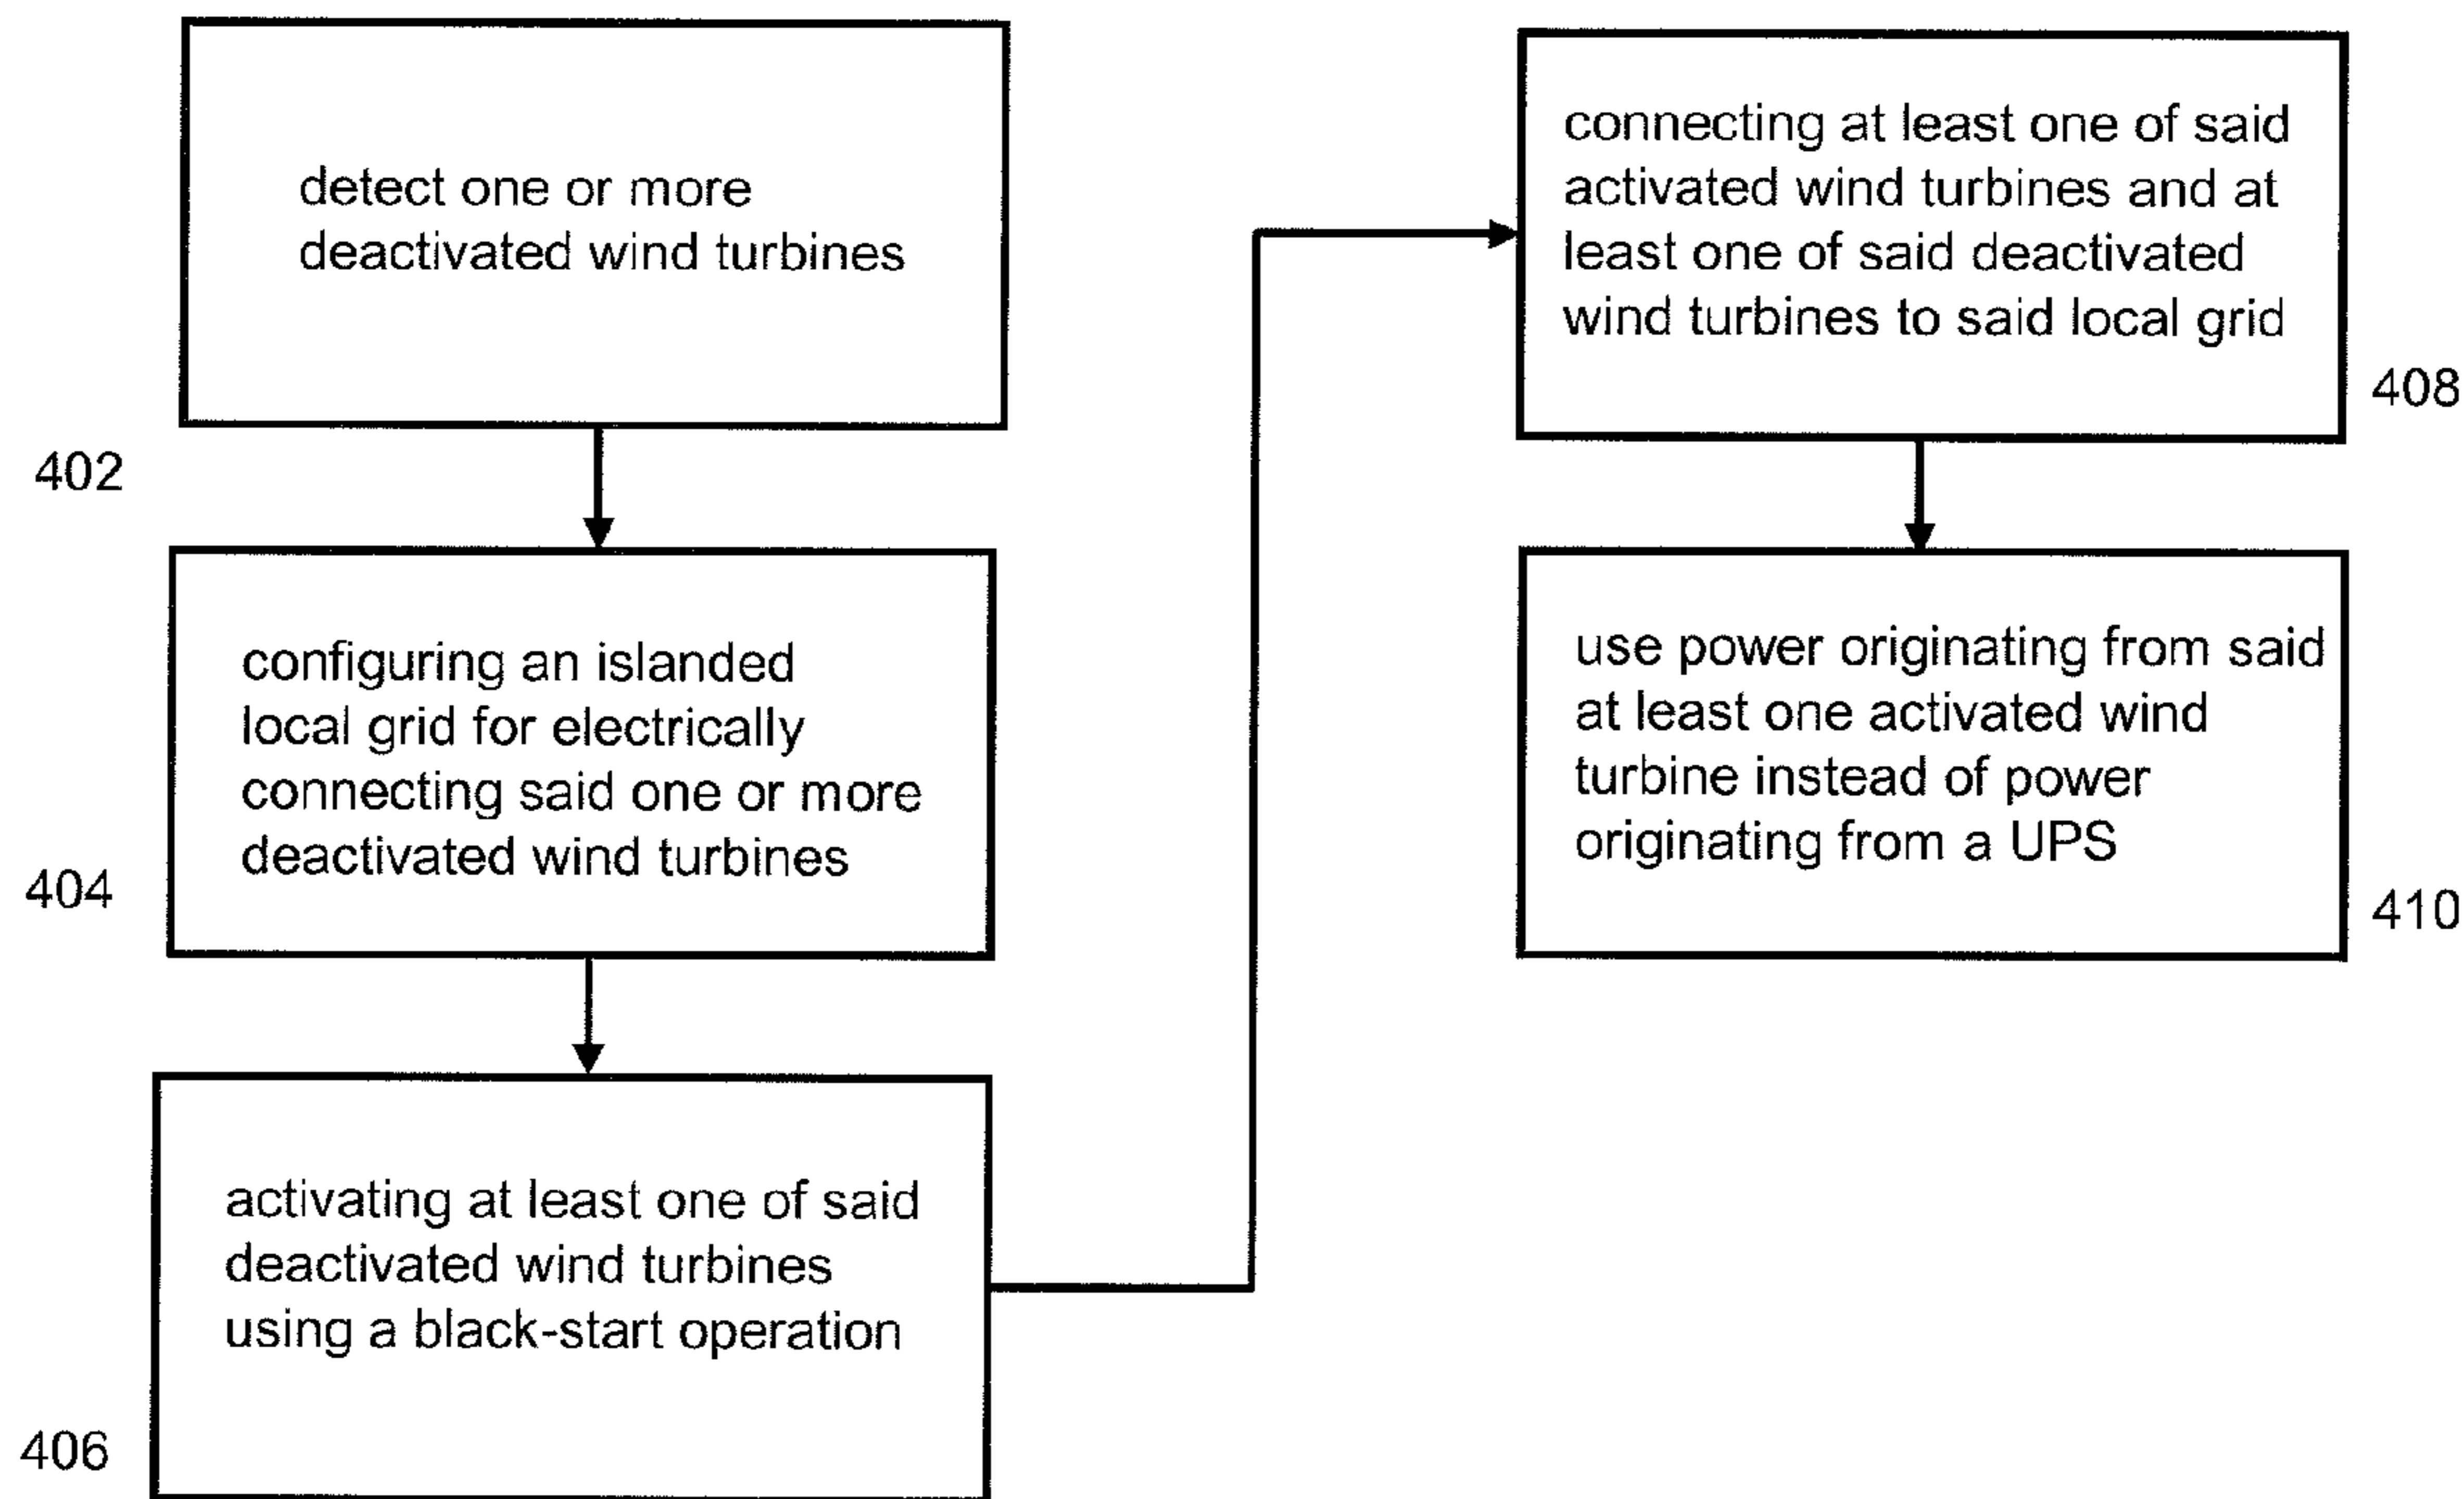 detect one or more
deactivated wind turbines
402
configuring an islanded
local grid for electrically
connecting said one or more
deactivated wind turbines
404
activating at least one of said
deactivated wind turbines
using a black-start operation
406
connecting at least one of said
activated wind turbines and at
least one of said deactivated
wind turbines to said local grid
408
use power originating from said
at least one activated wind
turbine instead of power
originating from a UPS
410